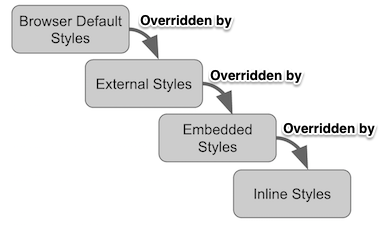 Browser Default
Styles
Overridden by
External Styles
Overridden by
Embedded
Styles
Overridden by
Inline Styles